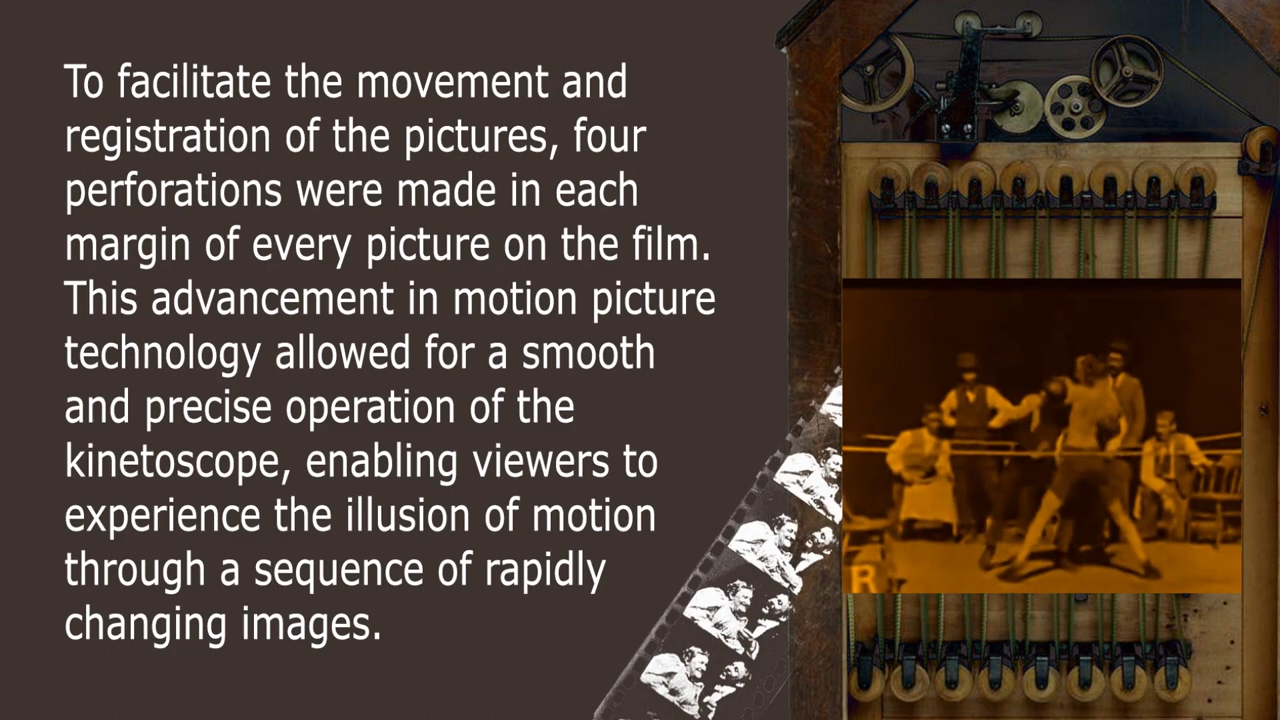 To facilitate the movement and
registration of the pictures, four
perforations were made in each
margin of every picture on the film.
This advancement in motion picture
technology allowed for a smooth
and precise operation of the
kinetoscope, enabling viewers to
experience the illusion of motion
through a sequence of rapidly
changing images.
R